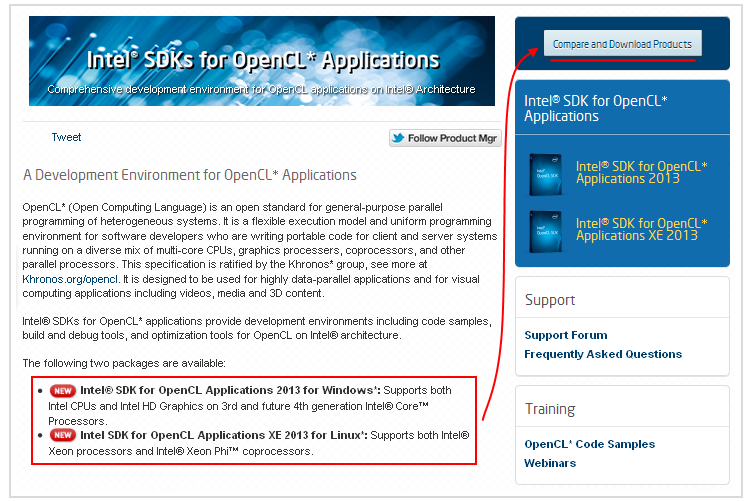 Intel® SDKs for OpenCL* Applications
Comprehensive development environment for OpenCL applications on Intel® Architecture
Tweet
Follow Product Mgr
A Development Environment for OpenCL* Applications
OpenCL* (Open Computing Language) is an open standard for general-purpose parallel
programming of heterogeneous systems. It is a flexible execution model and uniform programming
environment for software developers who are writing portable code for client and server systems
running on a diverse mix of multi-core CPUs, graphics processers, coprocessors, and other
parallel processors. This specification is ratified by the Khronos* group, see more at
Khronos.org/opencl. It is designed to be used for highly data-parallel applications and for visual
computing applications including videos, media and 3D content.
Intel® SDKs for OpenCL* applications provide development environments including code samples,
build and debug tools, and optimization tools for OpenCL on Intel® architecture.
The following two packages are available:
• NEW Intel® SDK for OpenCL Applications 2013 for Windows*: Supports both
Intel CPUs and Intel HD Graphics on 3rd and future 4th generation Intel® Core™
Processors.
• NEW Intel SDK for OpenCL Applications XE 2013 for Linux*: Supports both Intel®
Xeon processors and Intel® Xeon Phi™ coprocessors.
Compare and Download Products
Intel® SDK for OpenCL*
Applications
Intel® SDK for OpenCL*
Applications 2013
Intel® SDK for OpenCL*
Applications XE 2013
Support
Support Forum
Frequently Asked Questions
Training
OpenCL* Code Samples
Webinars